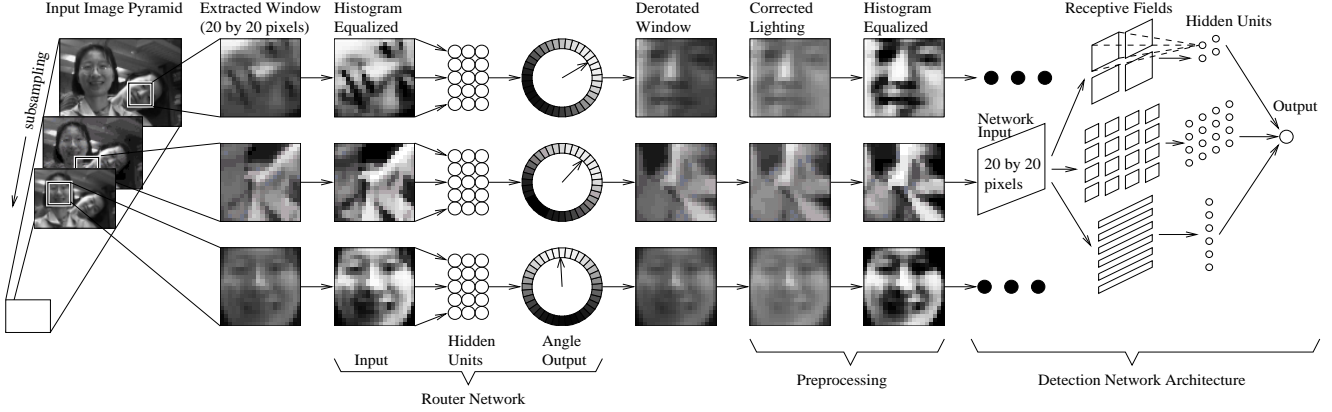 Input Image Pyramid
Extracted Window
(20 by 20 pixels)
Histogram
Equalized
Derotated
Window
Corrected
Lighting
Histogram
Equalized
Receptive Fields
Hidden Units
subsampling
Network
Input
20 by 20
pixels
Output
Input
Hidden
Units
Angle
Output
Router Network
Preprocessing
Detection Network Architecture